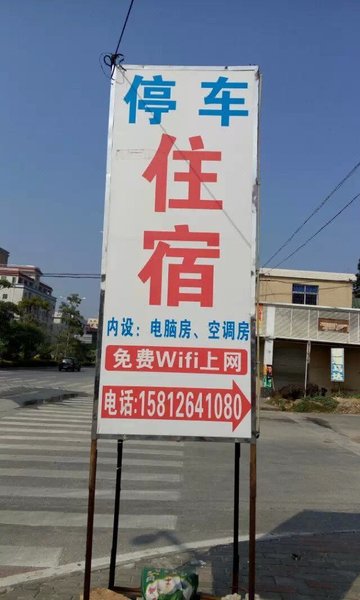 停车
住
宿
内设：电脑房、空调房
免费Wifi上网
电话:15812641080